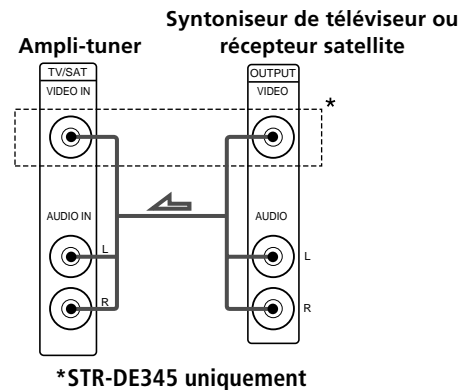 Syntoniseur de téléviseur ou
récepteur satellite
Ampli-tuner
TV/SAT
VIDEO IN
OUTPUT
VIDEO
*
AUDIO IN
AUDIO
L
L
R
R
*STR-DE345 uniquement